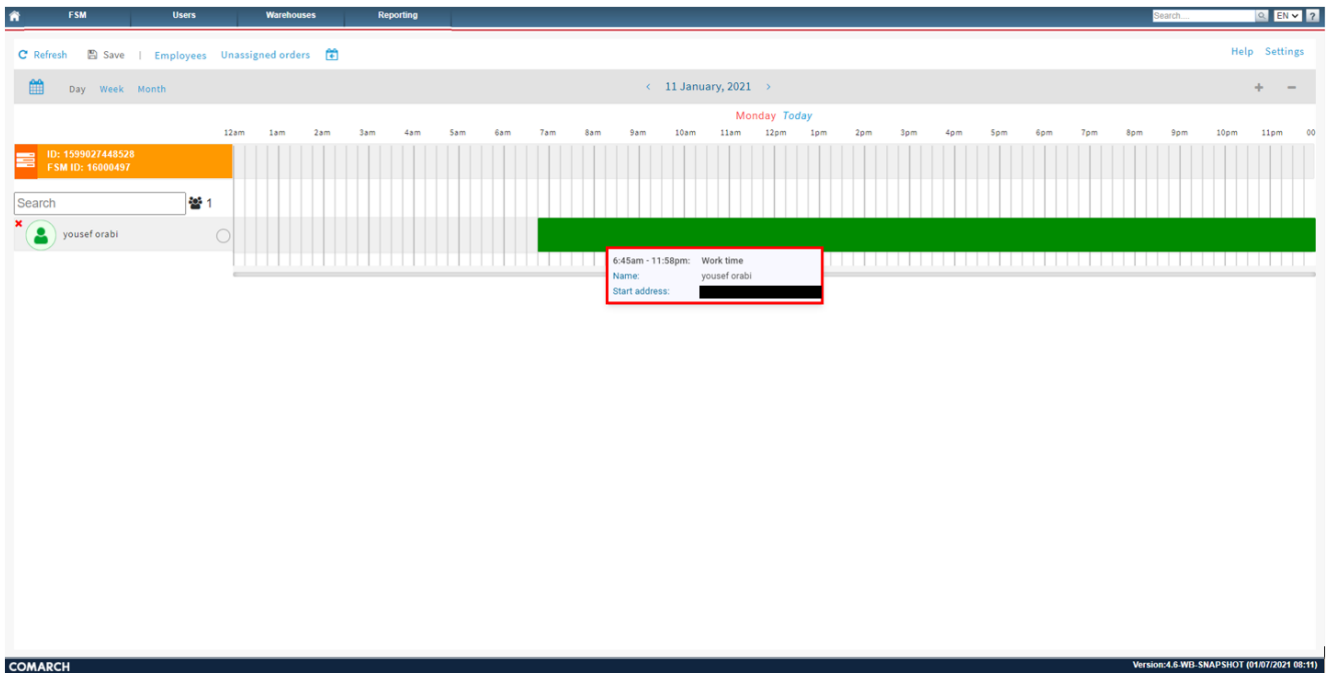 FSM Users Warehouses Reporting Search... EN ?
Refresh Save | Employees Unassigned orders Help Settings
Day Week Month < 11 January, 2021 > + −
Monday Today
12am 1am 2am 3am 4am 5am 6am 7am 8am 9am 10am 11am 12pm 1pm 2pm 3pm 4pm 5pm 6pm 7pm 8pm 9pm 10pm 11pm 00
ID: 1599027448528
FSM ID: 16000497
Search 1
yousef orabi
6:45am - 11:58pm: Work time
Name: yousef orabi
Start address:
COMARCH Version:4.6-WB-SNAPSHOT (01/07/2021 08:11)